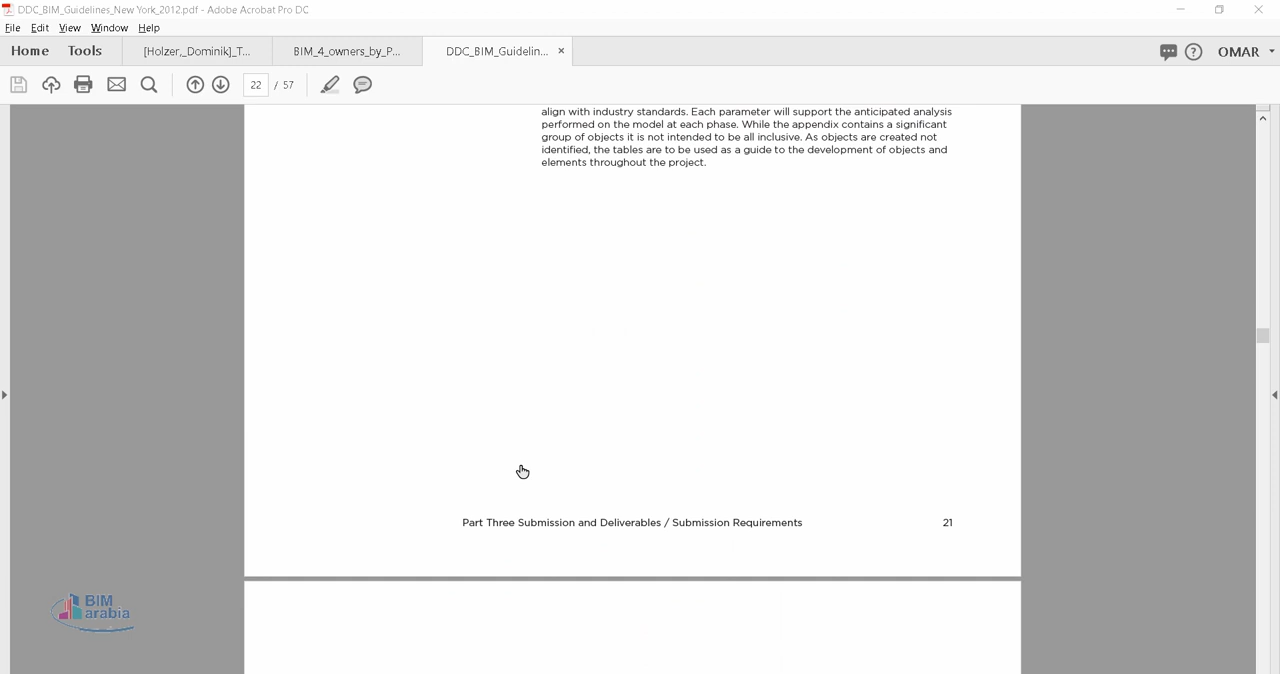 DDC_BIM_Guidelines_New York_2012.pdf - Adobe Acrobat Pro DC
File Edit View Window Help
Home Tools [Holzer,_Dominik]_T... BIM_4_owners_by_P... DDC_BIM_Guidelin... × OMAR
22 / 57
align with industry standards. Each parameter will support the anticipated analysis
performed on the model at each phase. While the appendix contains a significant
group of objects it is not intended to be all inclusive. As objects are created not
identified, the tables are to be used as a guide to the development of objects and
elements throughout the project.
Part Three Submission and Deliverables / Submission Requirements 21
BIM
arabia